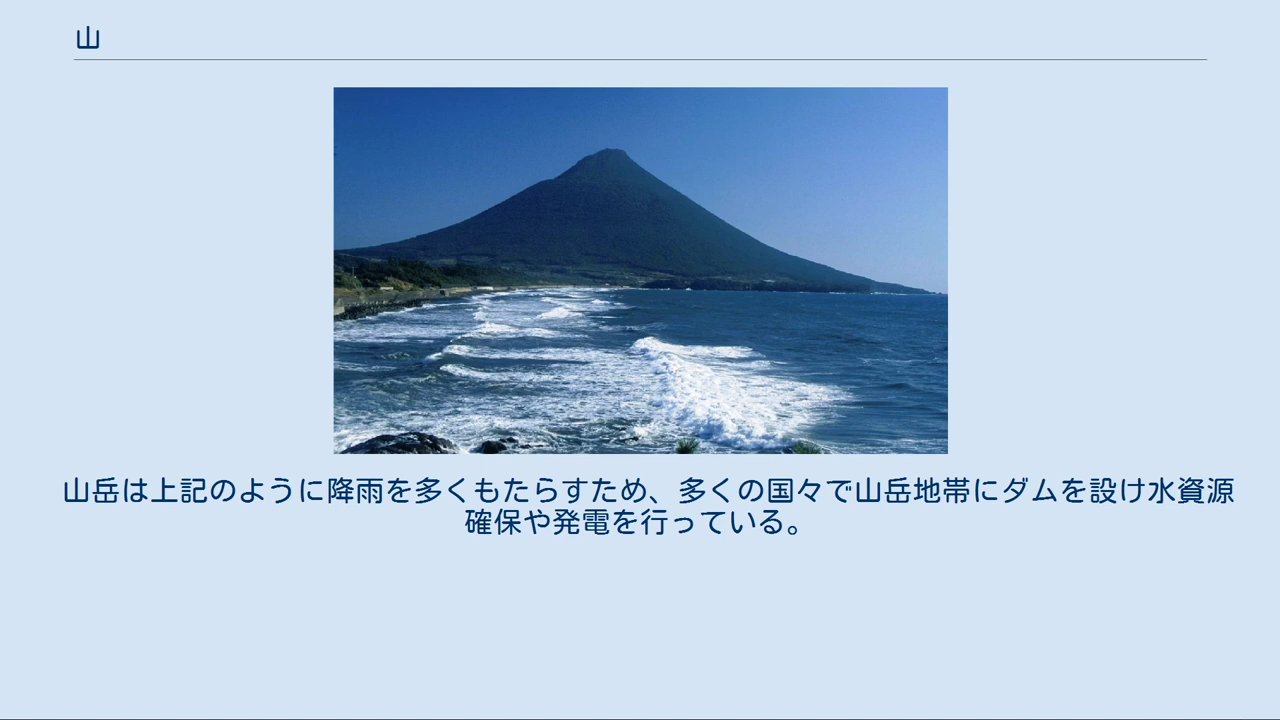 山
山岳は上記のように降雨を多くもたらすため、多くの国々で山岳地帯にダムを設け水資源
確保や発電を行っている。